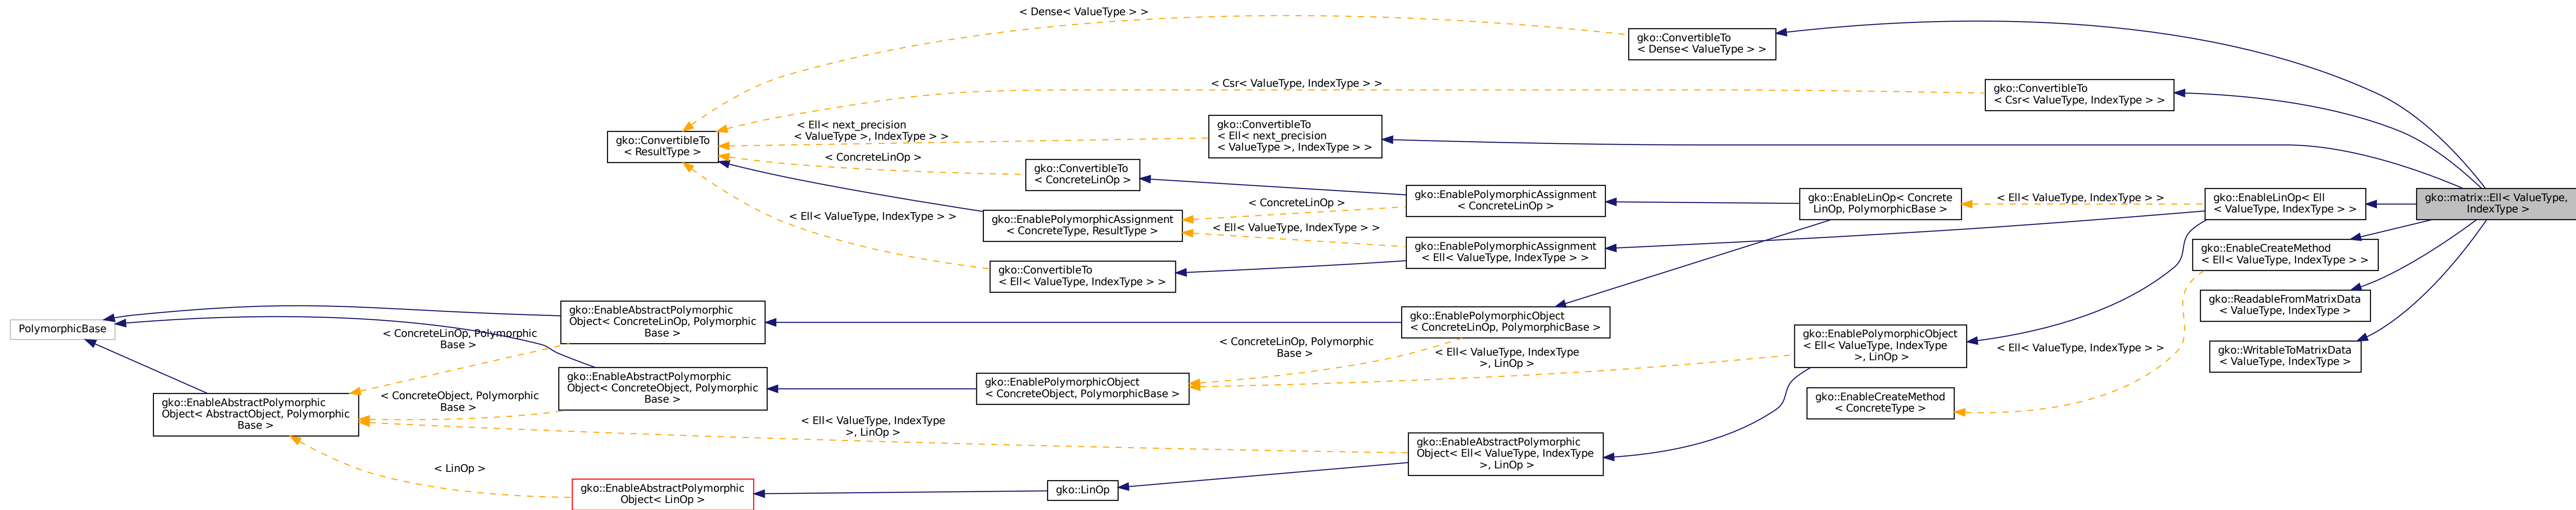 < Dense< ValueType > >
gko::ConvertibleTo
< Dense< ValueType > >
< Csr< ValueType, IndexType > >
gko::ConvertibleTo
< Csr< ValueType, IndexType > >
< Ell< next_precision
< ValueType >, IndexType > >
gko::ConvertibleTo
< Ell< next_precision
< ValueType >, IndexType > >
gko::ConvertibleTo
< ResultType >
< ConcreteLinOp >
gko::ConvertibleTo
< ConcreteLinOp >
gko::EnablePolymorphicAssignment
< ConcreteLinOp >
gko::EnableLinOp< Concrete
LinOp, PolymorphicBase >
< Ell< ValueType, IndexType > >
gko::EnableLinOp< Ell
< ValueType, IndexType > >
gko::matrix::Ell< ValueType,
IndexType >
< Ell< ValueType, IndexType > >
gko::EnablePolymorphicAssignment
< ConcreteType, ResultType >
< ConcreteLinOp >
< Ell< ValueType, IndexType > >
gko::EnablePolymorphicAssignment
< Ell< ValueType, IndexType > >
gko::EnableCreateMethod
< Ell< ValueType, IndexType > >
gko::ConvertibleTo
< Ell< ValueType, IndexType > >
gko::ReadableFromMatrixData
< ValueType, IndexType >
PolymorphicBase
gko::EnableAbstractPolymorphic
Object< ConcreteLinOp, Polymorphic
Base >
gko::EnablePolymorphicObject
< ConcreteLinOp, PolymorphicBase >
< ConcreteLinOp, Polymorphic
Base >
< ConcreteLinOp, Polymorphic
Base >
< Ell< ValueType, IndexType
>, LinOp >
gko::EnablePolymorphicObject
< Ell< ValueType, IndexType
>, LinOp >
< Ell< ValueType, IndexType > >
gko::WritableToMatrixData
< ValueType, IndexType >
gko::EnableAbstractPolymorphic
Object< ConcreteObject, Polymorphic
Base >
gko::EnablePolymorphicObject
< ConcreteObject, PolymorphicBase >
gko::EnableCreateMethod
< ConcreteType >
gko::EnableAbstractPolymorphic
Object< AbstractObject, Polymorphic
Base >
< ConcreteObject, Polymorphic
Base >
< Ell< ValueType, IndexType
>, LinOp >
gko::EnableAbstractPolymorphic
Object< Ell< ValueType, IndexType
>, LinOp >
< LinOp >
gko::EnableAbstractPolymorphic
Object< LinOp >
gko::LinOp